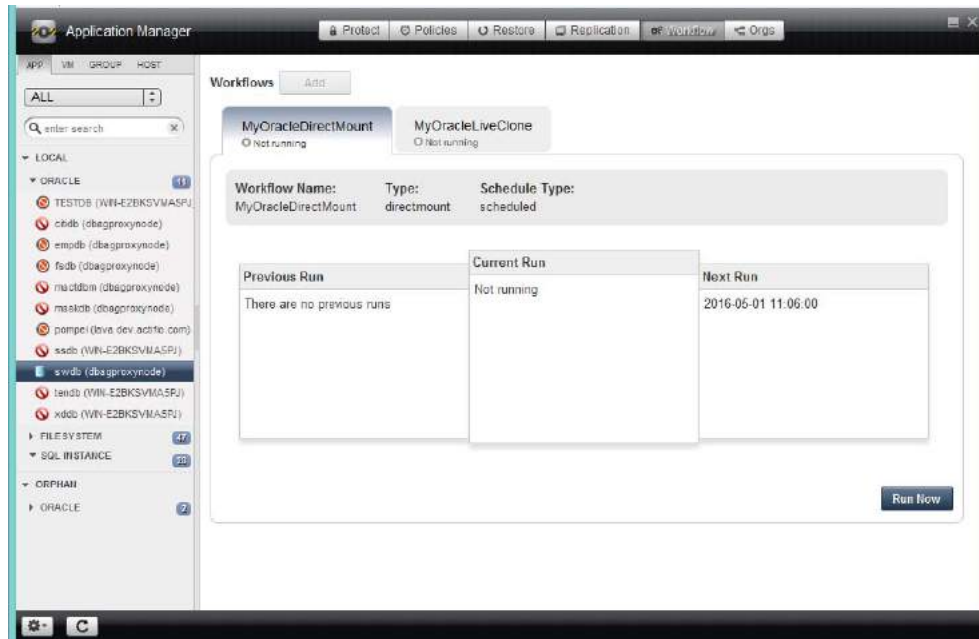 Application Manager
Protect
Policies
Restore
Replication
Workflow
Orgs
APP VM GROUP HOST
ALL
enter search
LOCAL
ORACLE
TESTDB (WIN-E2BKSVMA5PJ
citidb (dbagproxynode)
empdb (dbagproxynode)
fsdb (dbagproxynode)
(dbagproxynode)
(dbagproxynode)
pompei (lava.dev.actifio.com)
ssdb (WIN-E2BKSVMA5PJ)
swdb (dbagproxynode)
tendb (WIN-E2BKSVMA5PJ)
xddb (WIN-E2BKSVMA5PJ)
FILESYSTEM 47
SQL INSTANCE
ORPHAN
ORACLE 2
Workflows Add
MyOracleDirectMount
Not running
MyOracleLiveClone
Not running
Workflow Name: Type: Schedule Type:
MyOracleDirectMount directmount scheduled
Previous Run
There are no previous runs
Current Run
Not running
Next Run
2016-05-01 11:06:00
Run Now